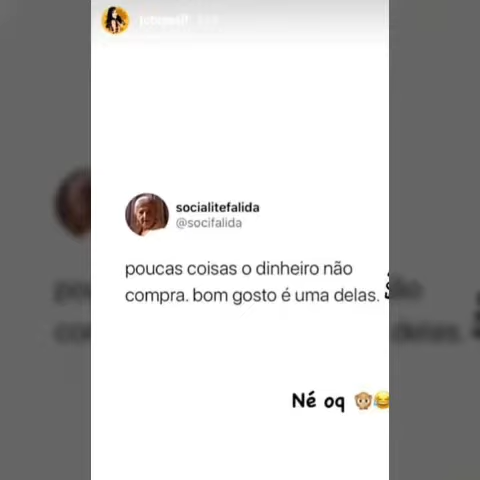 socialitefalida
@socifalida
poucas coisas o dinheiro não
compra. bom gosto é uma delas.
Né oq 🙊😂